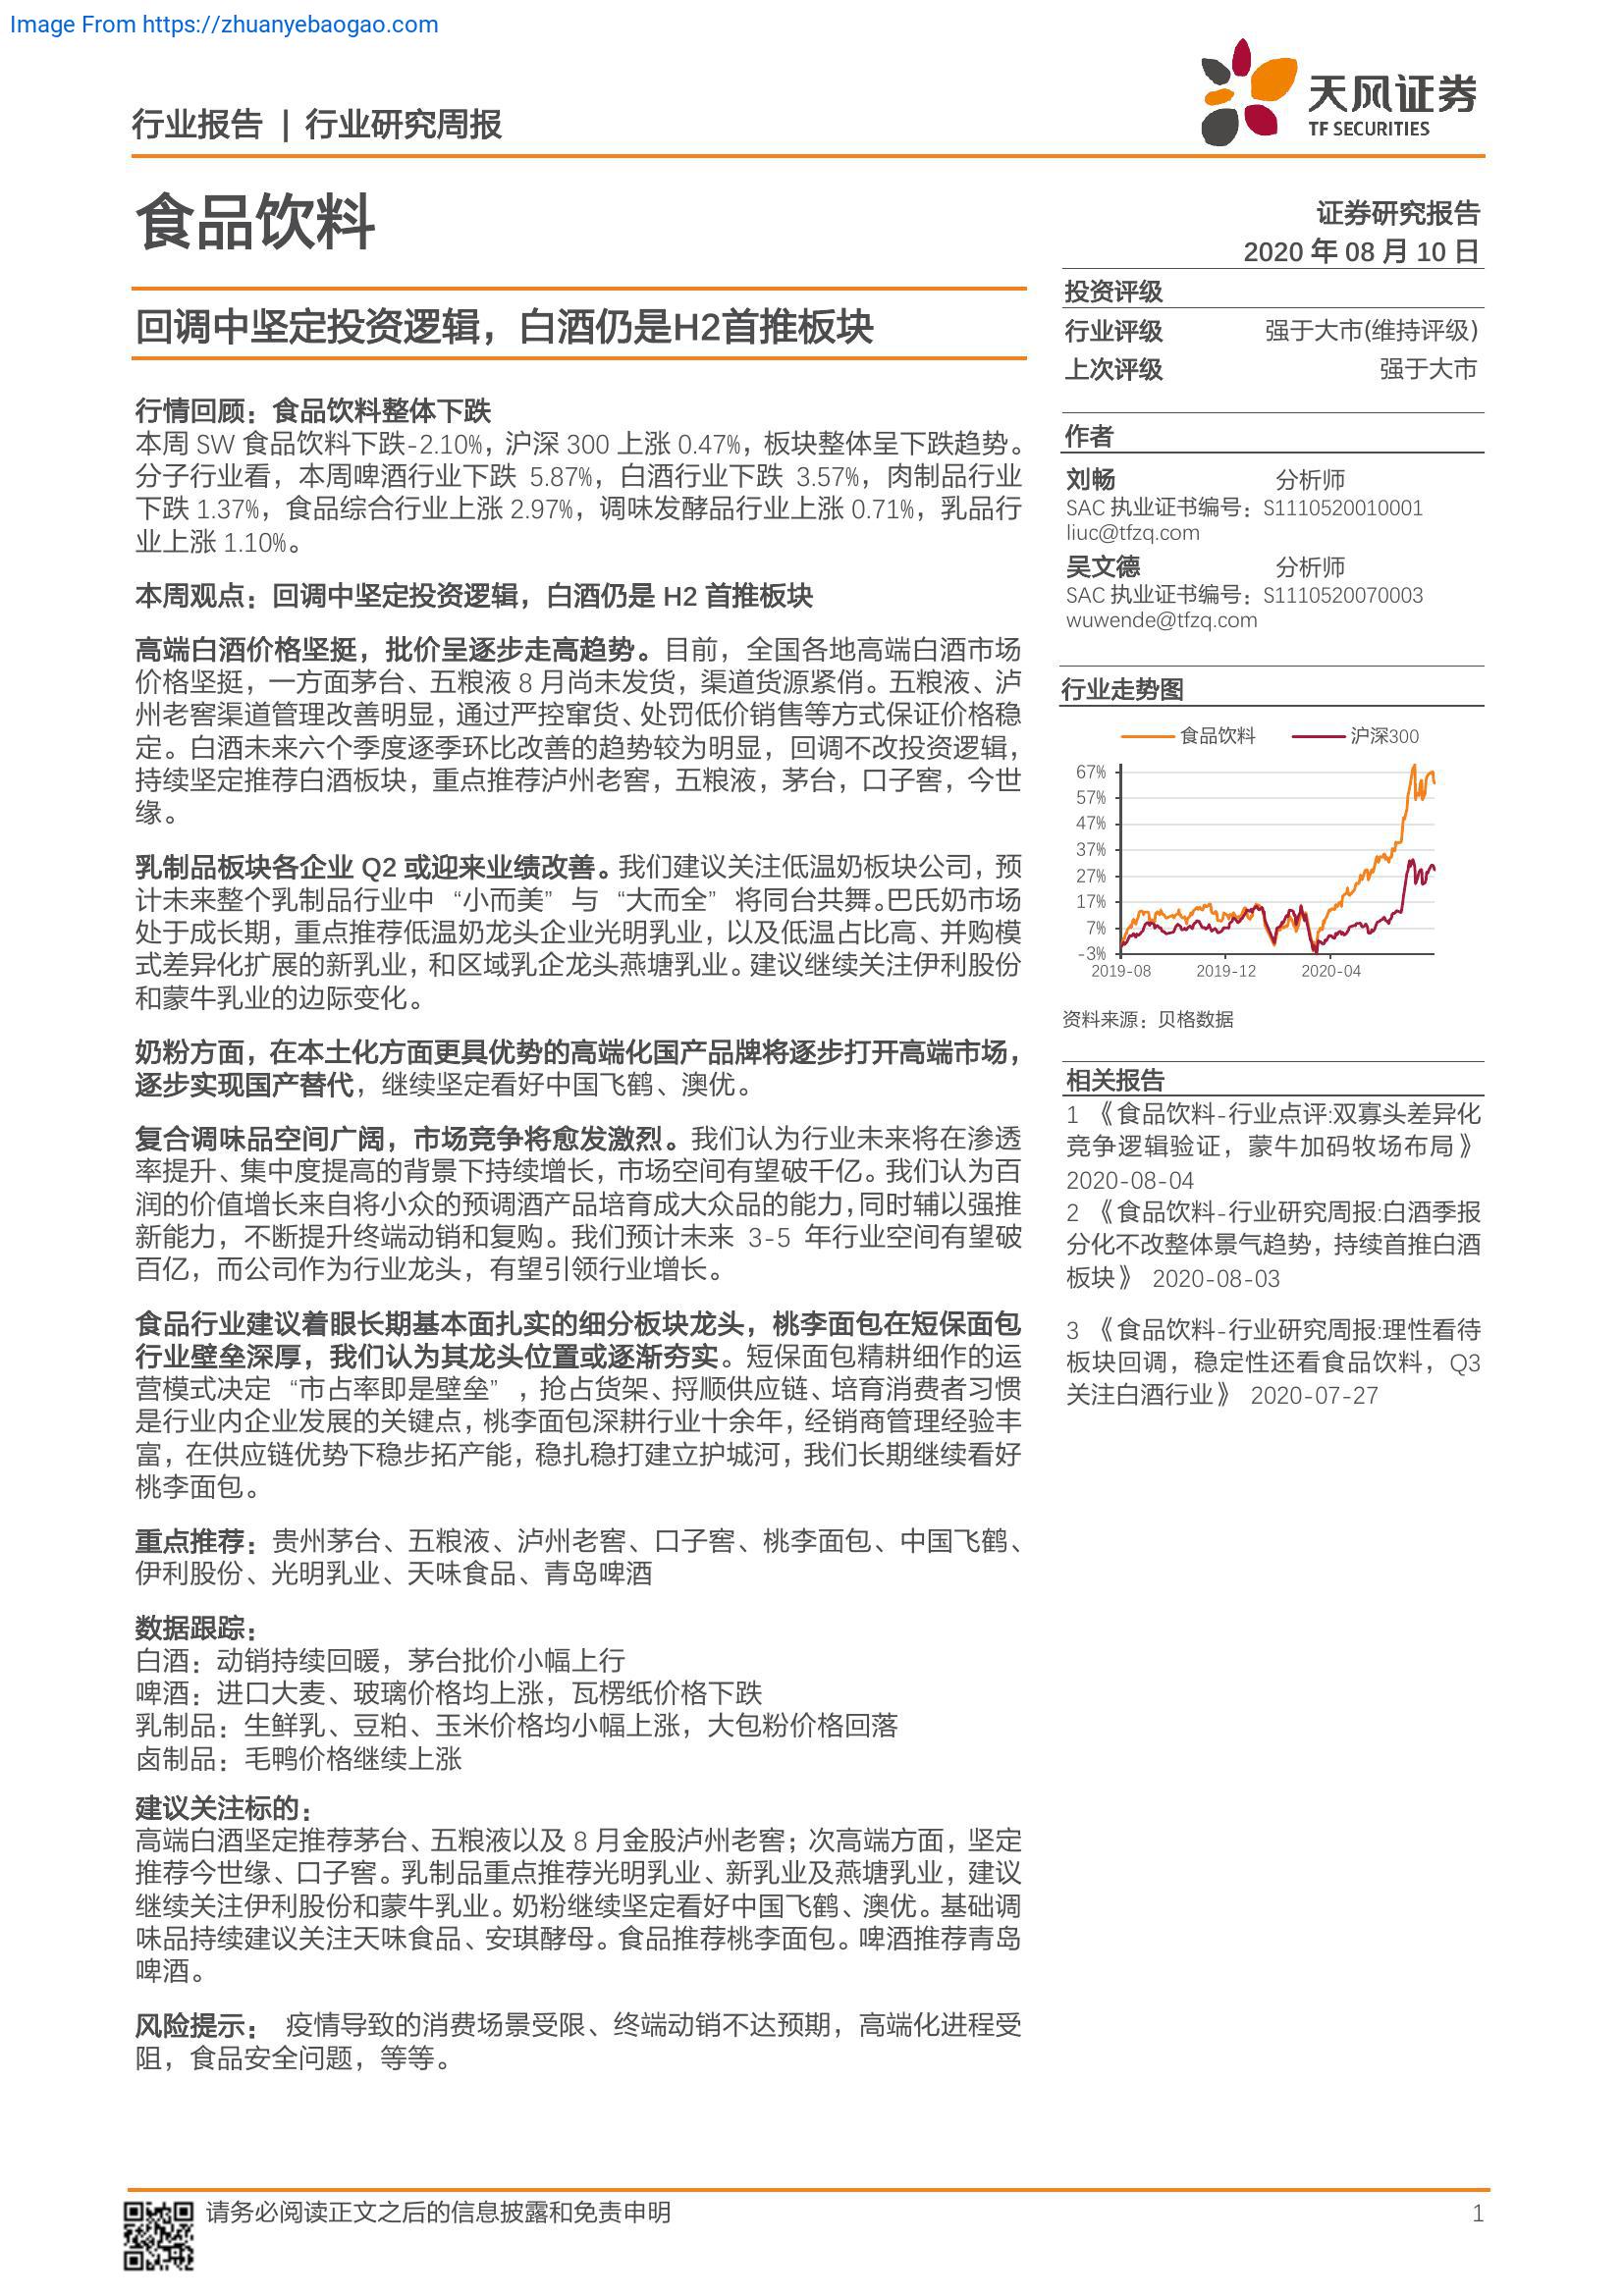 Image From https://zhuanyebaogao.com
行业报告 | 行业研究周报
天风证券
TF SECURITIES
食品饮料
证券研究报告
2020 年 08 月 10 日
回调中坚定投资逻辑，白酒仍是H2首推板块
行情回顾：食品饮料整体下跌
本周 SW 食品饮料下跌-2.10%，沪深 300 上涨 0.47%，板块整体呈下跌趋势。
分子行业看，本周啤酒行业下跌 5.87%，白酒行业下跌 3.57%，肉制品行业
下跌 1.37%，食品综合行业上涨 2.97%，调味发酵品行业上涨 0.71%，乳品行
业上涨 1.10%。
本周观点：回调中坚定投资逻辑，白酒仍是 H2 首推板块
高端白酒价格坚挺，批价呈逐步走高趋势。目前，全国各地高端白酒市场
价格坚挺，一方面茅台、五粮液 8 月尚未发货，渠道货源紧俏。五粮液、泸
州老窖渠道管理改善明显，通过严控窜货、处罚低价销售等方式保证价格稳
定。白酒未来六个季度逐季环比改善的趋势较为明显，回调不改投资逻辑，
持续坚定推荐白酒板块，重点推荐泸州老窖，五粮液，茅台，口子窖，今世
缘。
乳制品板块各企业 Q2 或迎来业绩改善。我们建议关注低温奶板块公司，预
计未来整个乳制品行业中 “小而美” 与 “大而全” 将同台共舞。巴氏奶市场
处于成长期，重点推荐低温奶龙头企业光明乳业，以及低温占比高、并购模
式差异化扩展的新乳业，和区域乳企龙头燕塘乳业。建议继续关注伊利股份
和蒙牛乳业的边际变化。
奶粉方面，在本土化方面更具优势的高端化国产品牌将逐步打开高端市场，
逐步实现国产替代，继续坚定看好中国飞鹤、澳优。
复合调味品空间广阔，市场竞争将愈发激烈。我们认为行业未来将在渗透
率提升、集中度提高的背景下持续增长，市场空间有望破千亿。我们认为百
润的价值增长来自将小众的预调酒产品培育成大众品的能力，同时辅以强推
新能力，不断提升终端动销和复购。我们预计未来 3-5 年行业空间有望破
百亿，而公司作为行业龙头，有望引领行业增长。
食品行业建议着眼长期基本面扎实的细分板块龙头，桃李面包在短保面包
行业壁垒深厚，我们认为其龙头位置或逐渐夯实。短保面包精耕细作的运
营模式决定 “市占率即是壁垒” ，抢占货架、捋顺供应链、培育消费者习惯
是行业内企业发展的关键点，桃李面包深耕行业十余年，经销商管理经验丰
富，在供应链优势下稳步拓产能，稳扎稳打建立护城河，我们长期继续看好
桃李面包。
重点推荐：贵州茅台、五粮液、泸州老窖、口子窖、桃李面包、中国飞鹤、
伊利股份、光明乳业、天味食品、青岛啤酒
数据跟踪：
白酒：动销持续回暖，茅台批价小幅上行
啤酒：进口大麦、玻璃价格均上涨，瓦楞纸价格下跌
乳制品：生鲜乳、豆粕、玉米价格均小幅上涨，大包粉价格回落
卤制品：毛鸭价格继续上涨
建议关注标的：
高端白酒坚定推荐茅台、五粮液以及 8 月金股泸州老窖；次高端方面，坚定
推荐今世缘、口子窖。乳制品重点推荐光明乳业、新乳业及燕塘乳业，建议
继续关注伊利股份和蒙牛乳业。奶粉继续坚定看好中国飞鹤、澳优。基础调
味品持续建议关注天味食品、安琪酵母。食品推荐桃李面包。啤酒推荐青岛
啤酒。
风险提示： 疫情导致的消费场景受限、终端动销不达预期，高端化进程受
阻，食品安全问题，等等。
投资评级
行业评级 强于大市(维持评级)
上次评级 强于大市
作者
刘畅 分析师
SAC 执业证书编号：S1110520010001
liuc@tfzq.com
吴文德 分析师
SAC 执业证书编号：S1110520070003
wuwende@tfzq.com
行业走势图
食品饮料 沪深300
67%
57%
47%
37%
27%
17%
7%
-3%
2019-08 2019-12 2020-04
资料来源：贝格数据
相关报告
1 《食品饮料-行业点评:双寡头差异化
竞争逻辑验证，蒙牛加码牧场布局》
2020-08-04
2 《食品饮料-行业研究周报:白酒季报
分化不改整体景气趋势，持续首推白酒
板块》 2020-08-03
3 《食品饮料-行业研究周报:理性看待
板块回调，稳定性还看食品饮料，Q3
关注白酒行业》 2020-07-27
请务必阅读正文之后的信息披露和免责申明
1